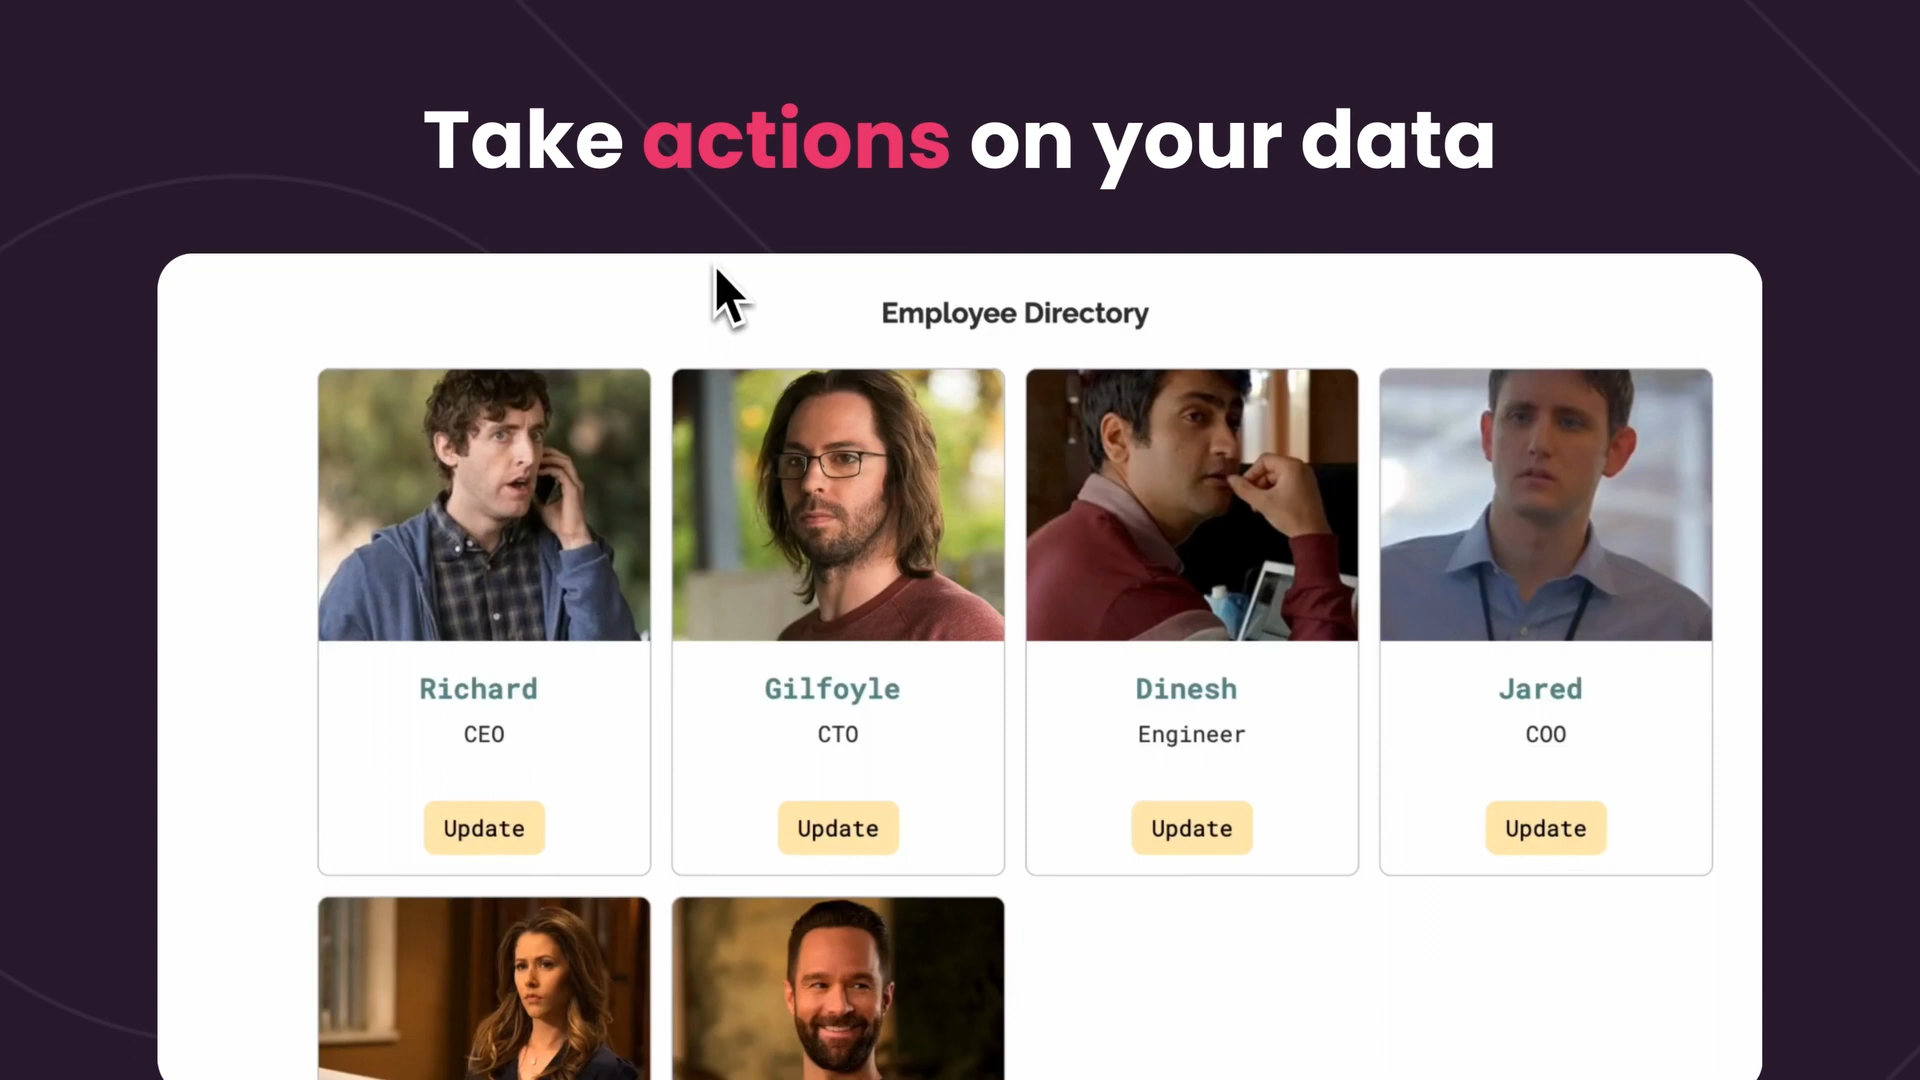 Take actions on your data
Employee Directory
Richard
CEO
Update
Gilfoyle
CTO
Update
Dinesh
Engineer
Update
Jared
COO
Update